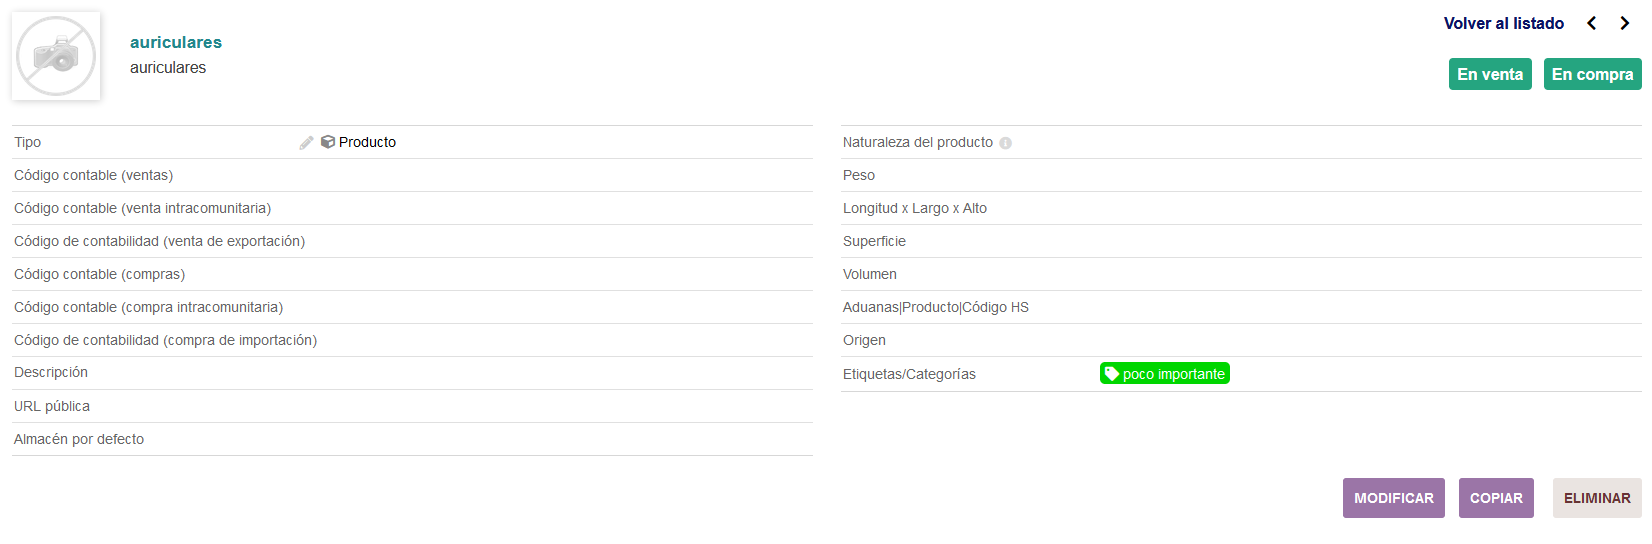 auriculares
auriculares
Volver al listado
En venta
En compra
Tipo Producto
Código contable (ventas)
Código contable (venta intracomunitaria)
Código de contabilidad (venta de exportación)
Código contable (compras)
Código contable (compra intracomunitaria)
Código de contabilidad (compra de importación)
Descripción
URL pública
Almacén por defecto
Naturaleza del producto
Peso
Longitud x Largo x Alto
Superficie
Volumen
Aduanas|Producto|Código HS
Origen
Etiquetas/Categorías poco importante
MODIFICAR
COPIAR
ELIMINAR